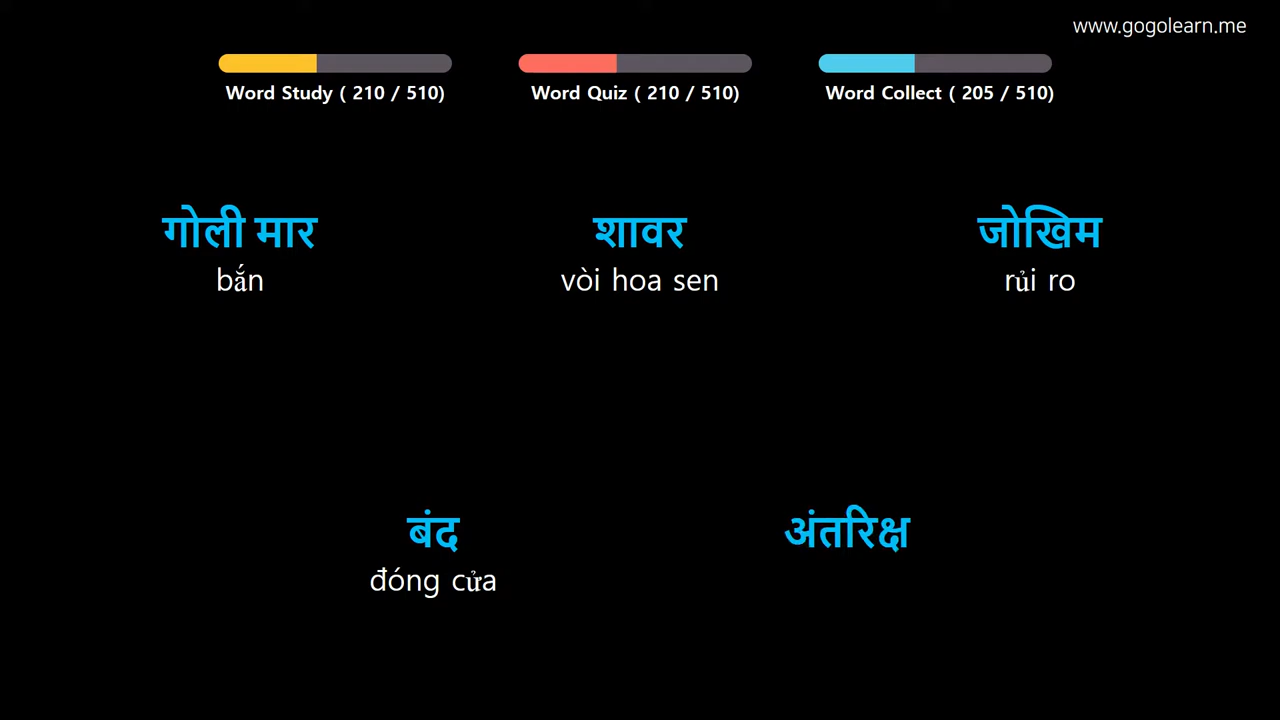 www.gogolearn.me
Word Study ( 210 / 510)
Word Quiz ( 210 / 510)
Word Collect ( 205 / 510)
गोली मार
bắn
शावर
vòi hoa sen
जोखिम
rủi ro
बंद
đóng cửa
अंतरिक्ष